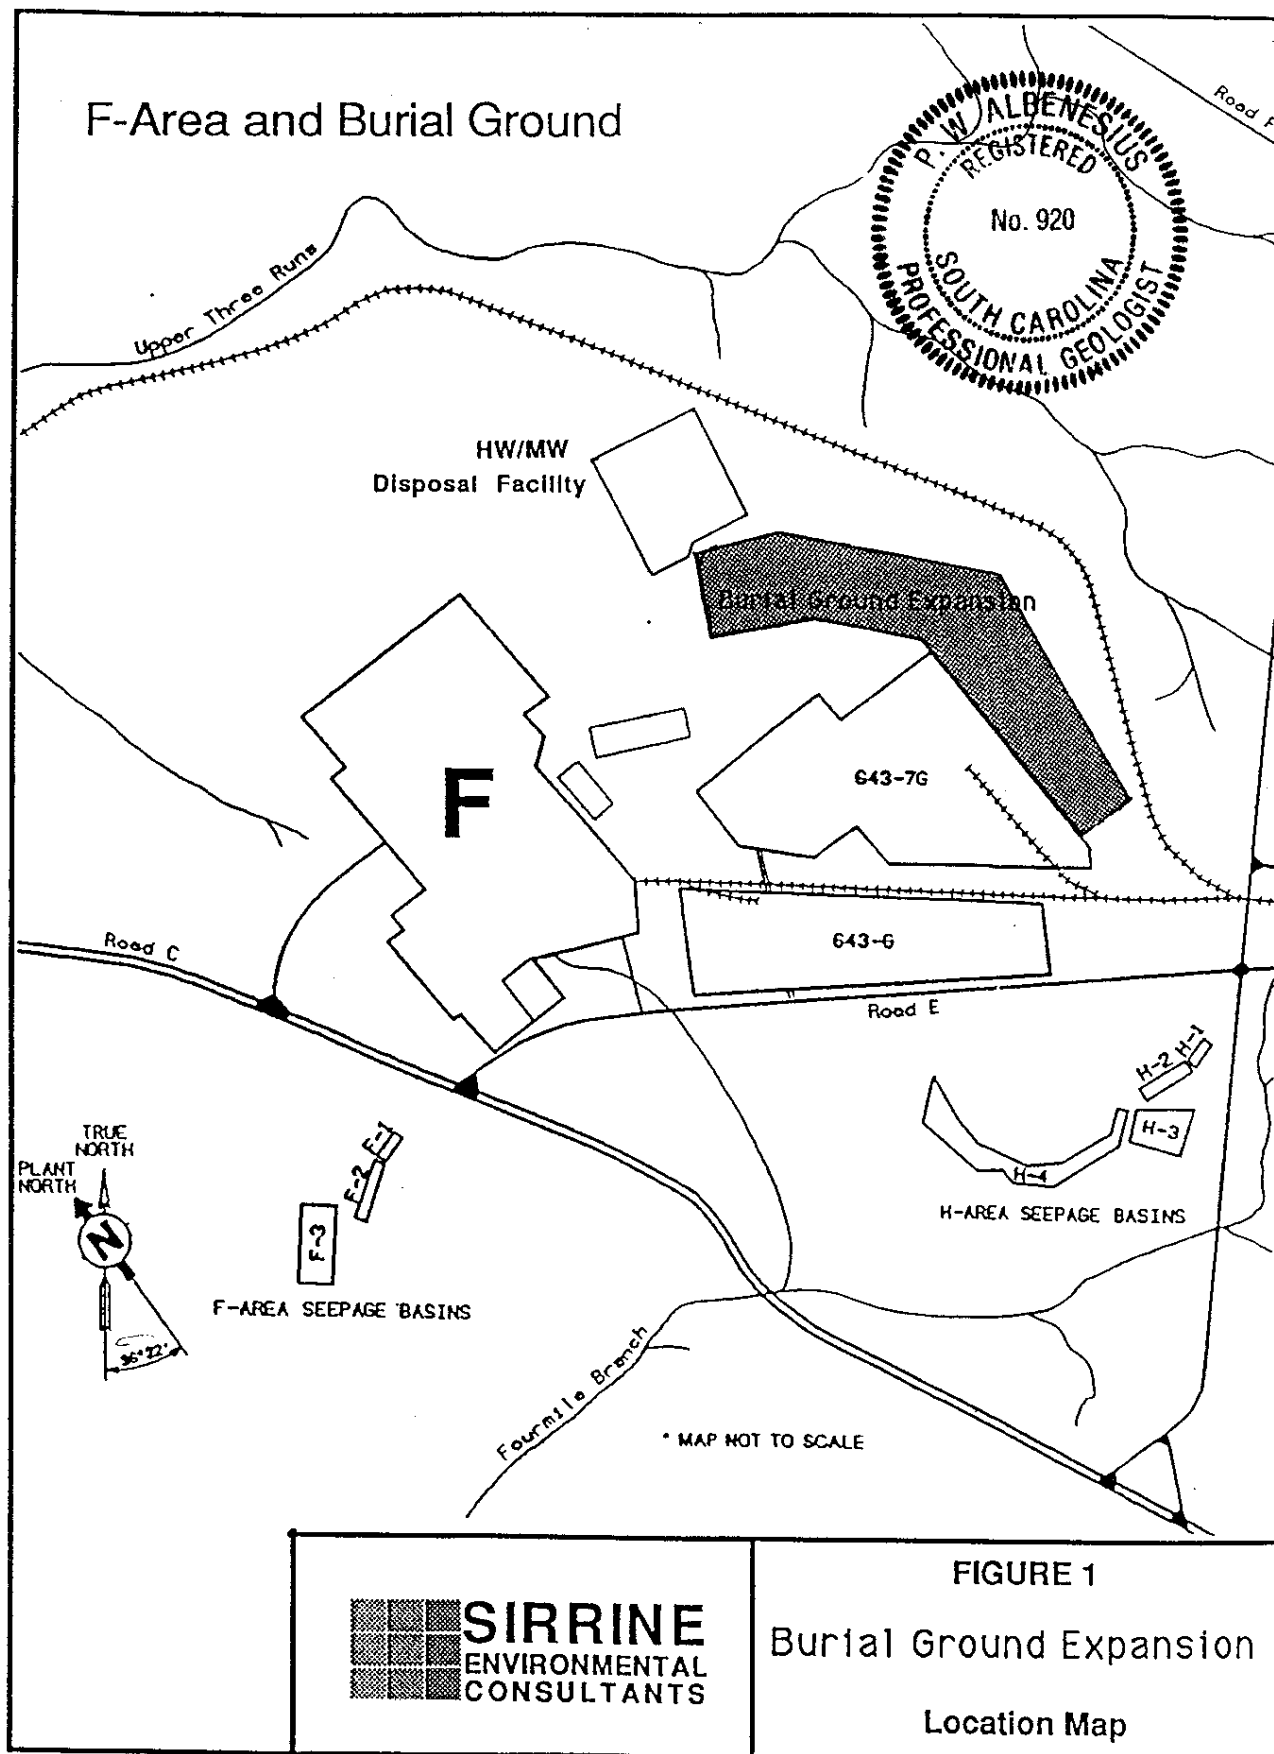 F-Area and Burial Ground
Road F
P. W. ALBENESIUS
REGISTERED
No. 920
SOUTH CAROLINA
PROFESSIONAL GEOLOGIST
Upper Three Runs
HW/MW
Disposal Facility
Burial Ground Expansion
F
643-7G
643-G
Road C
Road E
H-1
H-2
H-3
H-4
H-AREA SEEPAGE BASINS
TRUE
NORTH
PLANT
NORTH
N
36°22'
F-1
F-2
F-3
F-AREA SEEPAGE BASINS
Fourmile Branch
* MAP NOT TO SCALE
SIRRINE
ENVIRONMENTAL
CONSULTANTS
FIGURE 1
Burial Ground Expansion
Location Map